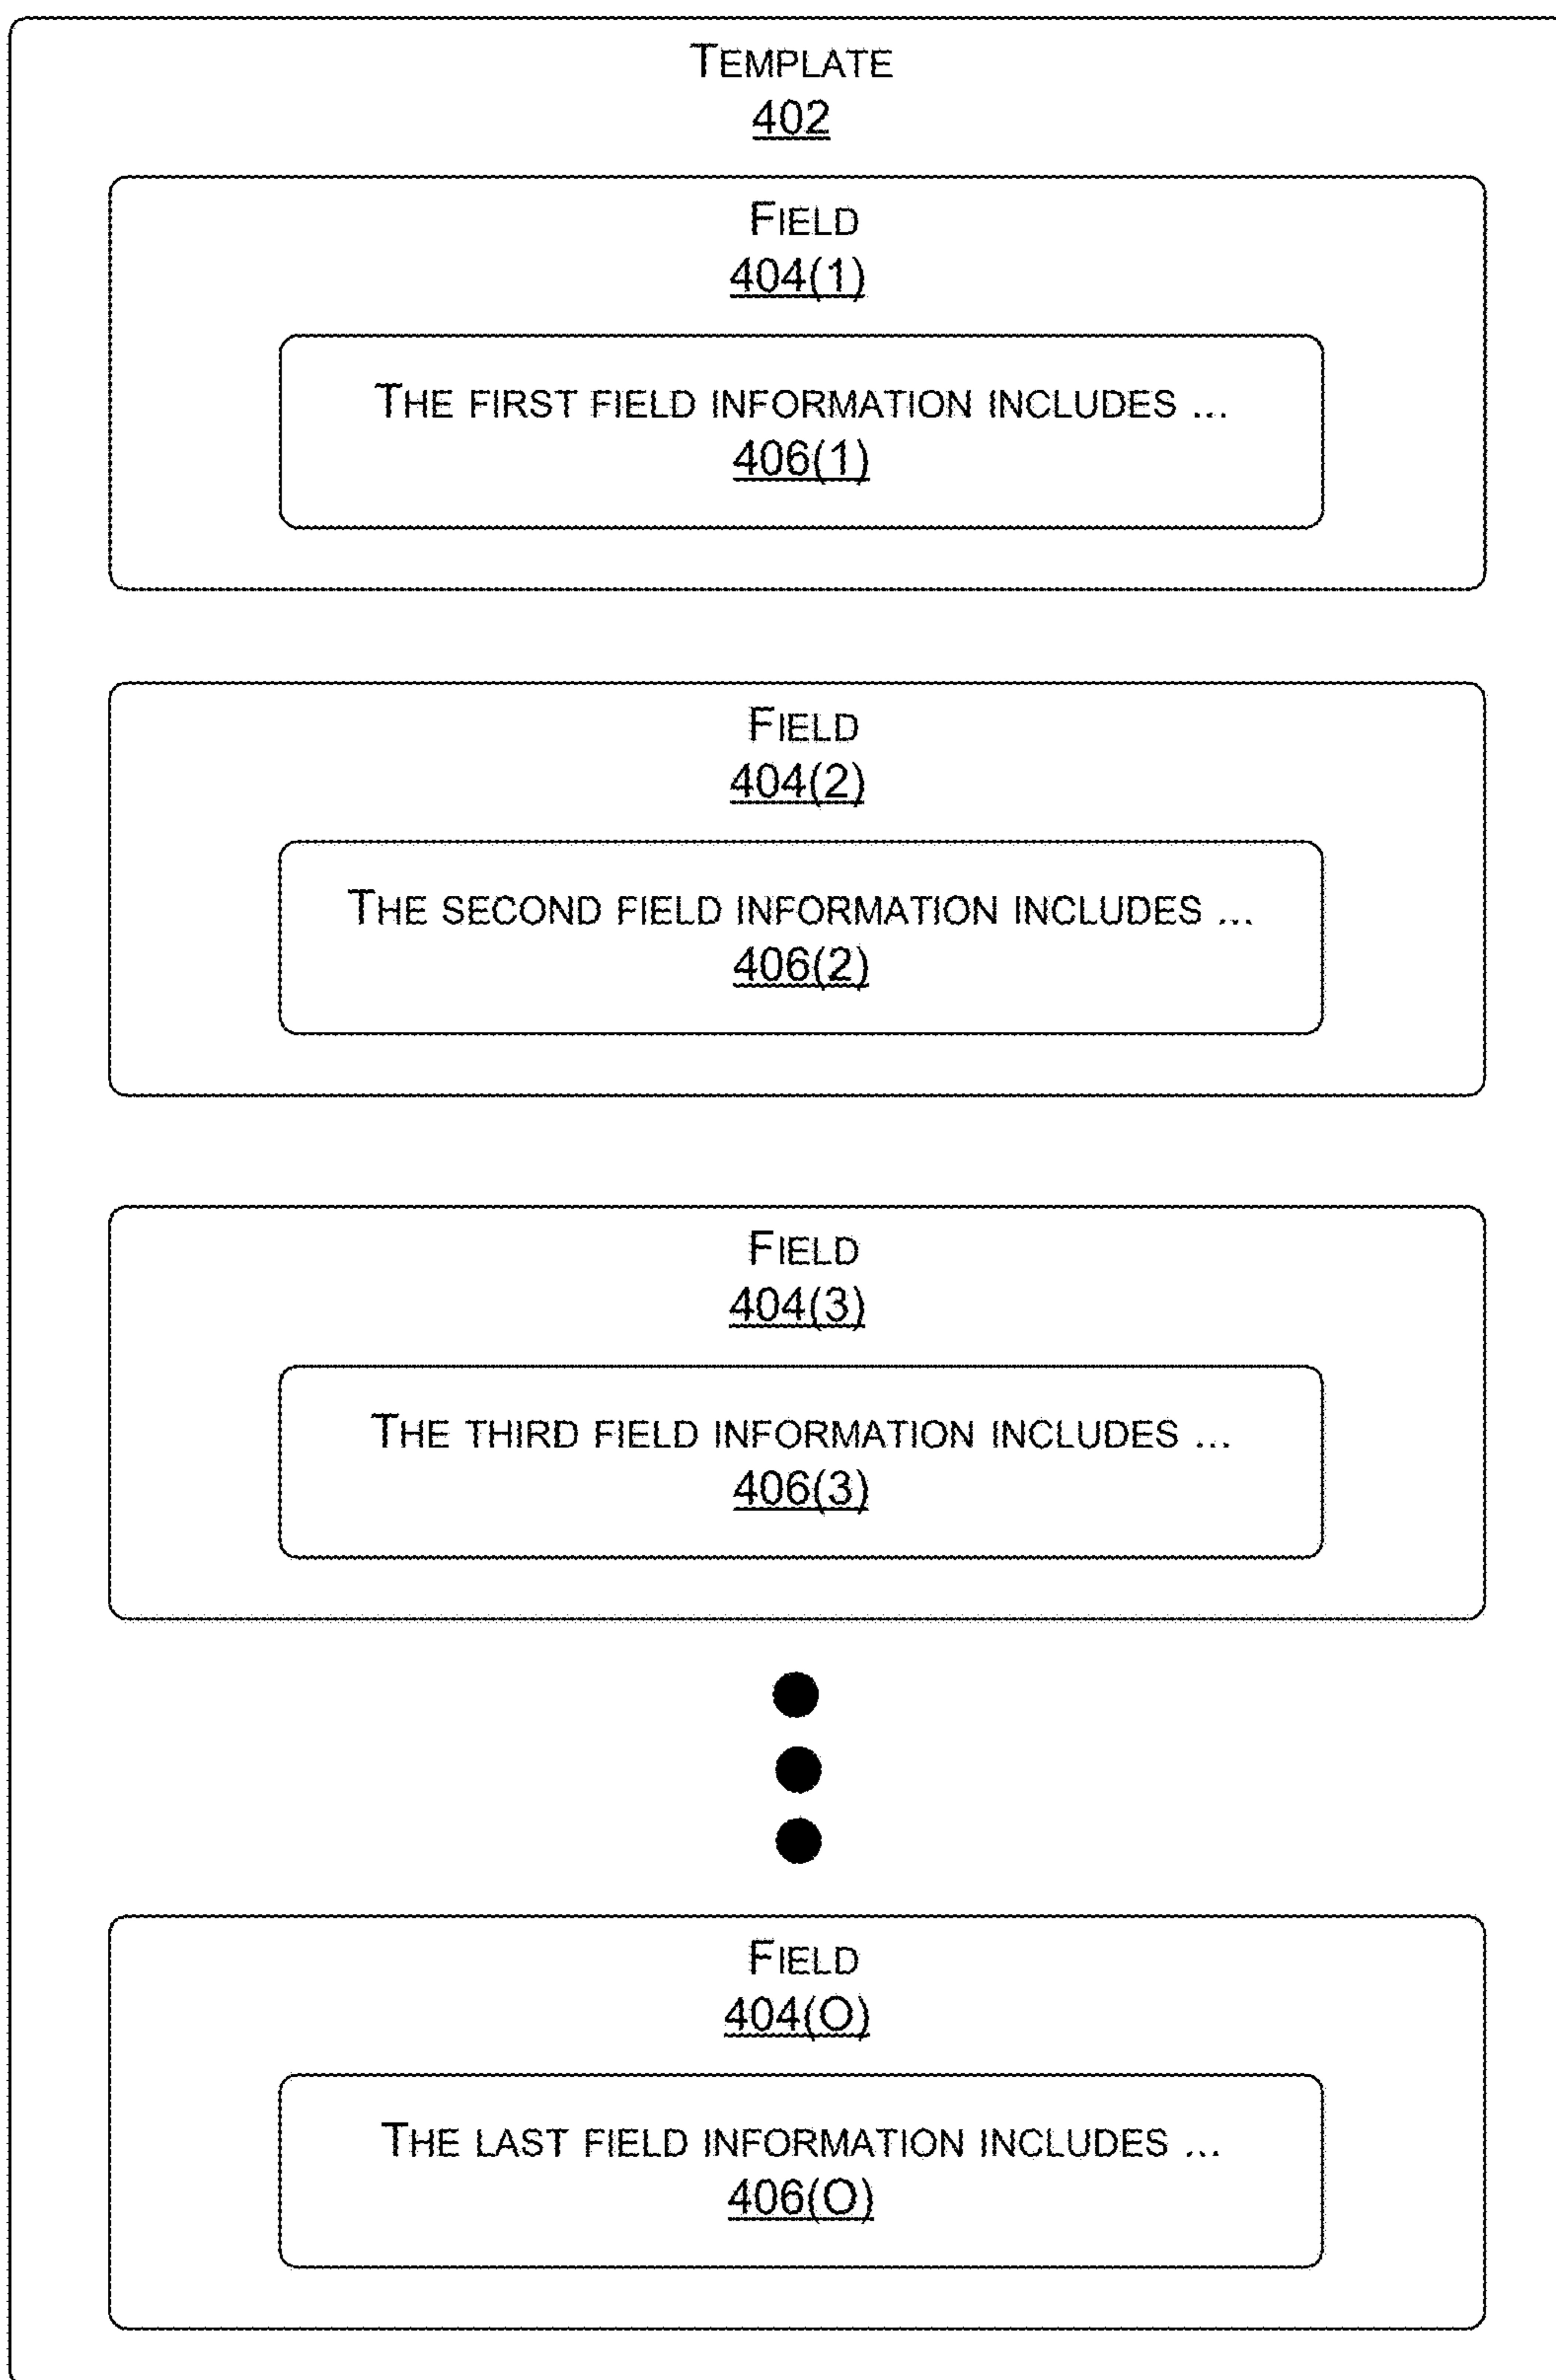 TEMPLATE
402
FIELD
404(1)
THE FIRST FIELD INFORMATION INCLUDES ...
406(1)
FIELD
404(2)
THE SECOND FIELD INFORMATION INCLUDES ...
406(2)
FIELD
404(3)
THE THIRD FIELD INFORMATION INCLUDES ...
406(3)
FIELD
404(O)
THE LAST FIELD INFORMATION INCLUDES ...
406(O)